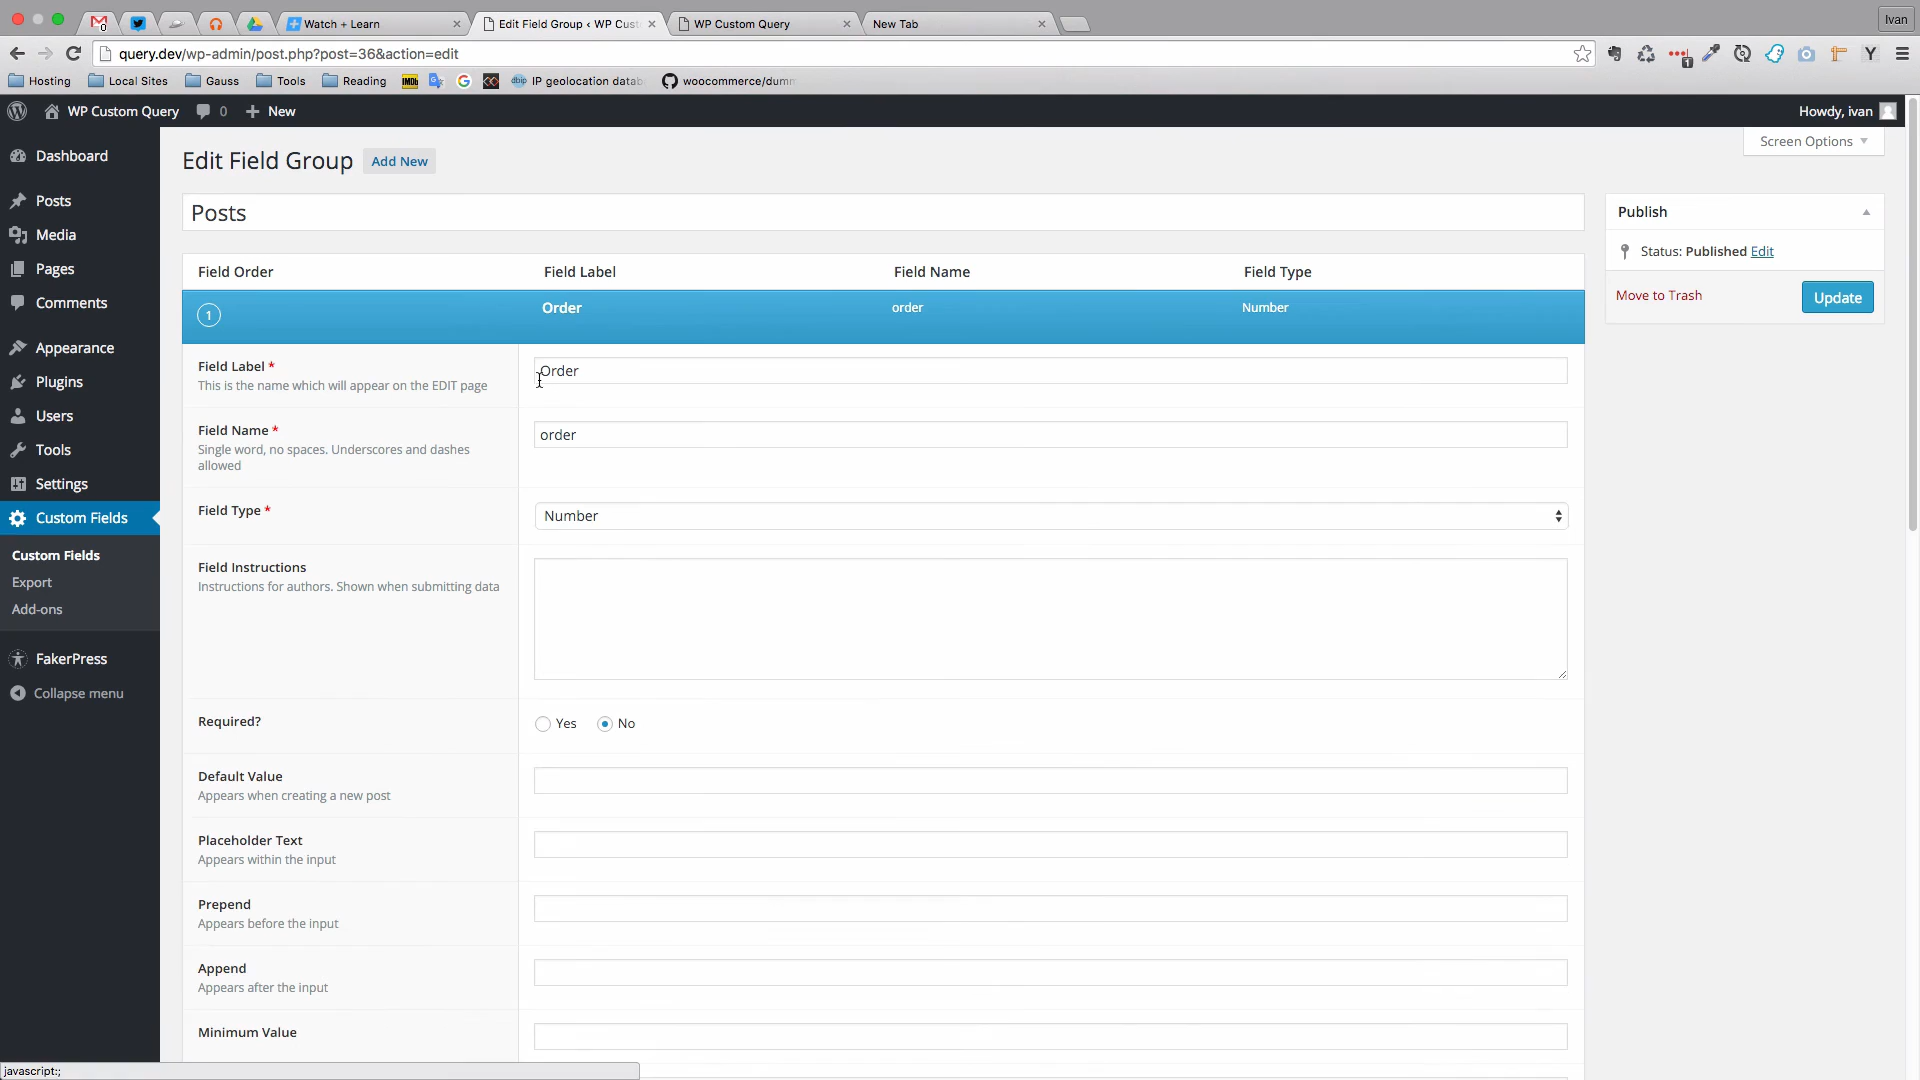 Watch + Learn
Edit Field Group ‹ WP Cust
WP Custom Query
New Tab
Ivan
query.dev/wp-admin/post.php?post=36&action=edit
Hosting
Local Sites
Gauss
Tools
Reading
IMDb
IP geolocation datab
woocommerce/dumm
WP Custom Query
0
New
Howdy, ivan
Screen Options
Dashboard
Posts
Media
Pages
Comments
Appearance
Plugins
Users
Tools
Settings
Custom Fields
Custom Fields
Export
Add-ons
FakerPress
Collapse menu
Edit Field Group
Add New
Posts
Field Order
Field Label
Field Name
Field Type
1
Order
order
Number
Field Label *
This is the name which will appear on the EDIT page
Order
Field Name *
Single word, no spaces. Underscores and dashes
allowed
order
Field Type *
Number
Field Instructions
Instructions for authors. Shown when submitting data
Required?
Yes
No
Default Value
Appears when creating a new post
Placeholder Text
Appears within the input
Prepend
Appears before the input
Append
Appears after the input
Minimum Value
Publish
Status: Published Edit
Move to Trash
Update
javascript:;